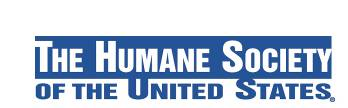 THE HUMANE SOCIETY
OF THE UNITED STATES®